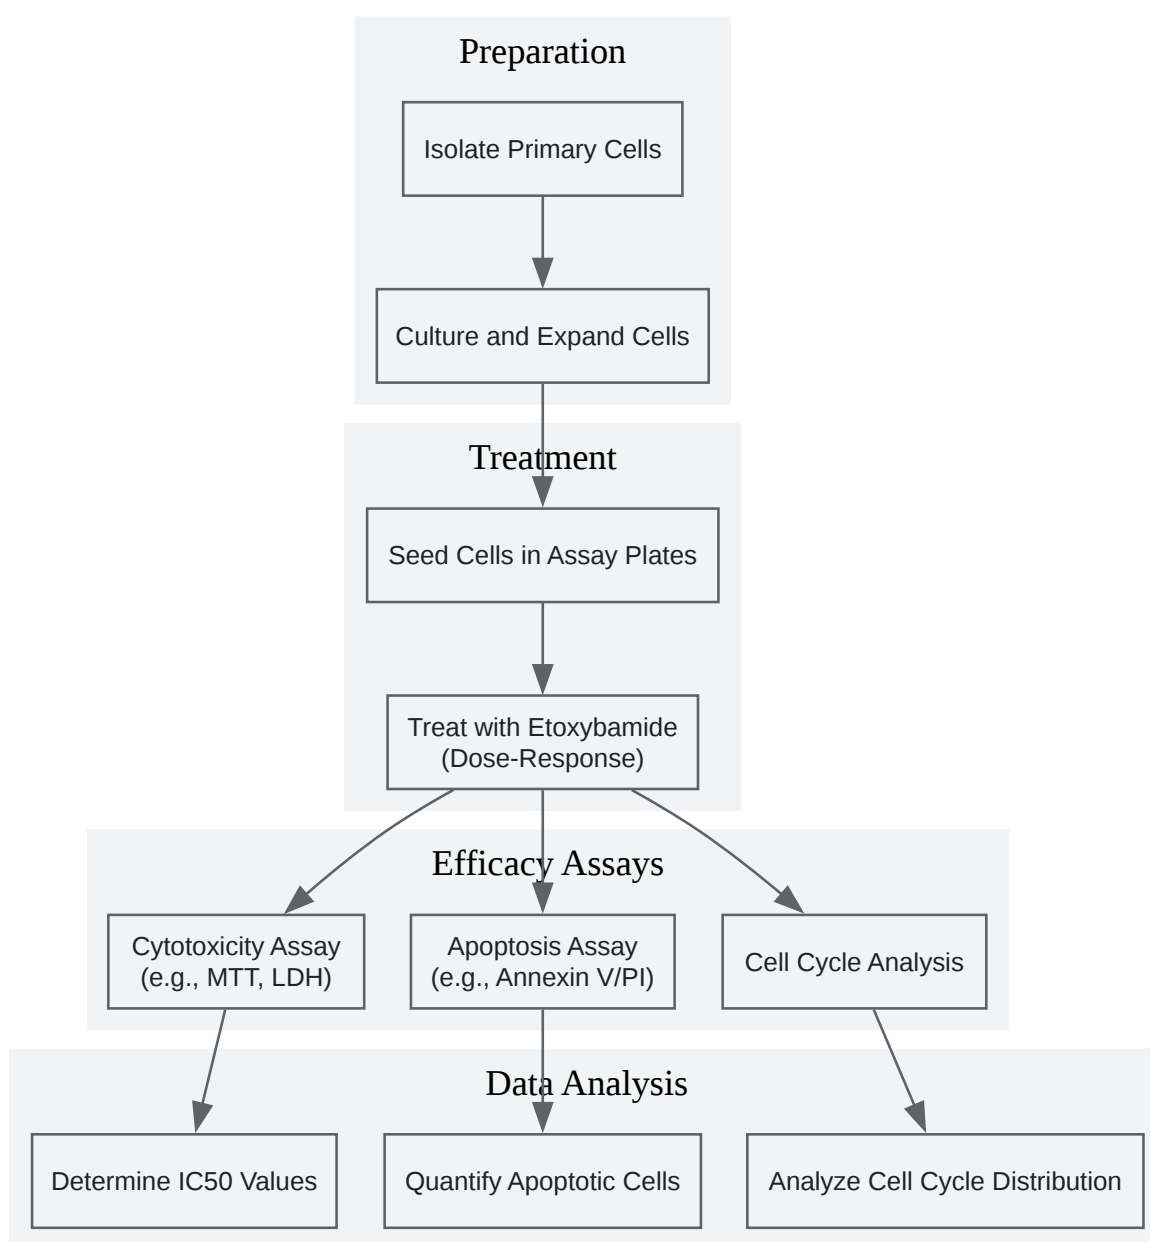 Preparation
Isolate Primary Cells
Culture and Expand Cells
Treatment
Seed Cells in Assay Plates
Treat with Etoxybamide
(Dose-Response)
Efficacy Assays
Cytotoxicity Assay
(e.g., MTT, LDH)
Apoptosis Assay
(e.g., Annexin V/PI)
Cell Cycle Analysis
Data Analysis
Determine IC50 Values
Quantify Apoptotic Cells
Analyze Cell Cycle Distribution